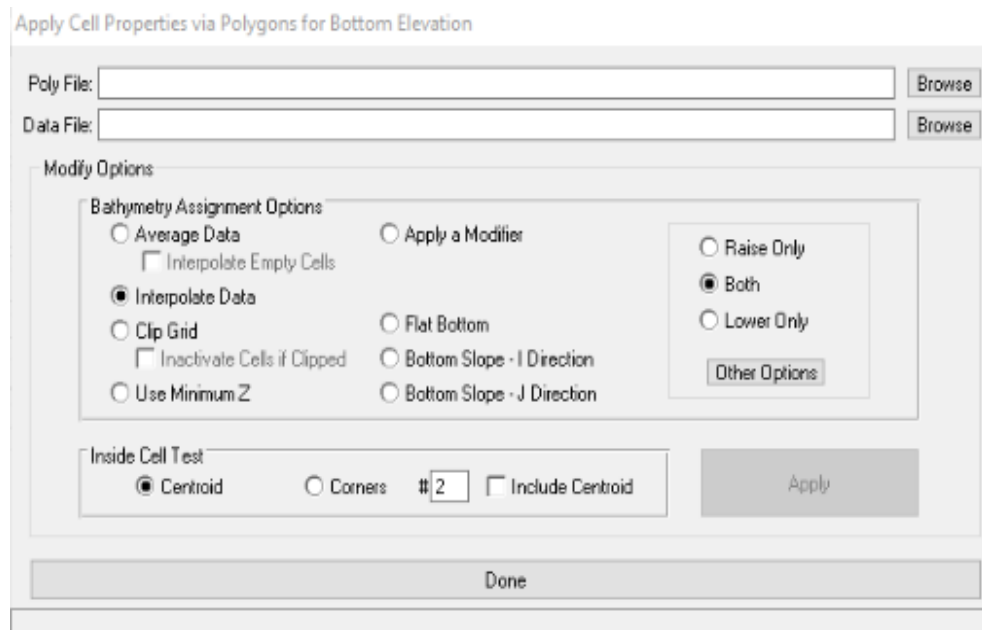 Apply Cell Properties via Polygons for Bottom Elevation
Poly File: Browse
Data File: Browse
Modify Options
Bathymetry Assignment Options
Average Data
Interpolate Empty Cells
Interpolate Data
Clip Grid
Inactivate Cells if Clipped
Use Minimum Z
Apply a Modifier
Flat Bottom
Bottom Slope - I Direction
Bottom Slope - J Direction
Raise Only
Both
Lower Only
Other Options
Inside Cell Test
Centroid Corners # 2 Include Centroid
Apply
Done